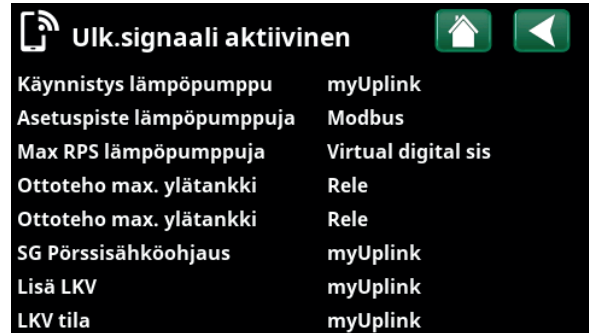 Ulk.signaali aktiivinen
Käynnistys lämpöpumppu myUplink
Asetuspiste lämpöpumppuja Modbus
Max RPS lämpöpumppuja Virtual digital sis
Ottoteho max. ylätankki Rele
Ottoteho max. ylätankki Rele
SG Pörssisähköohjaus myUplink
Lisä LKV myUplink
LKV tila myUplink